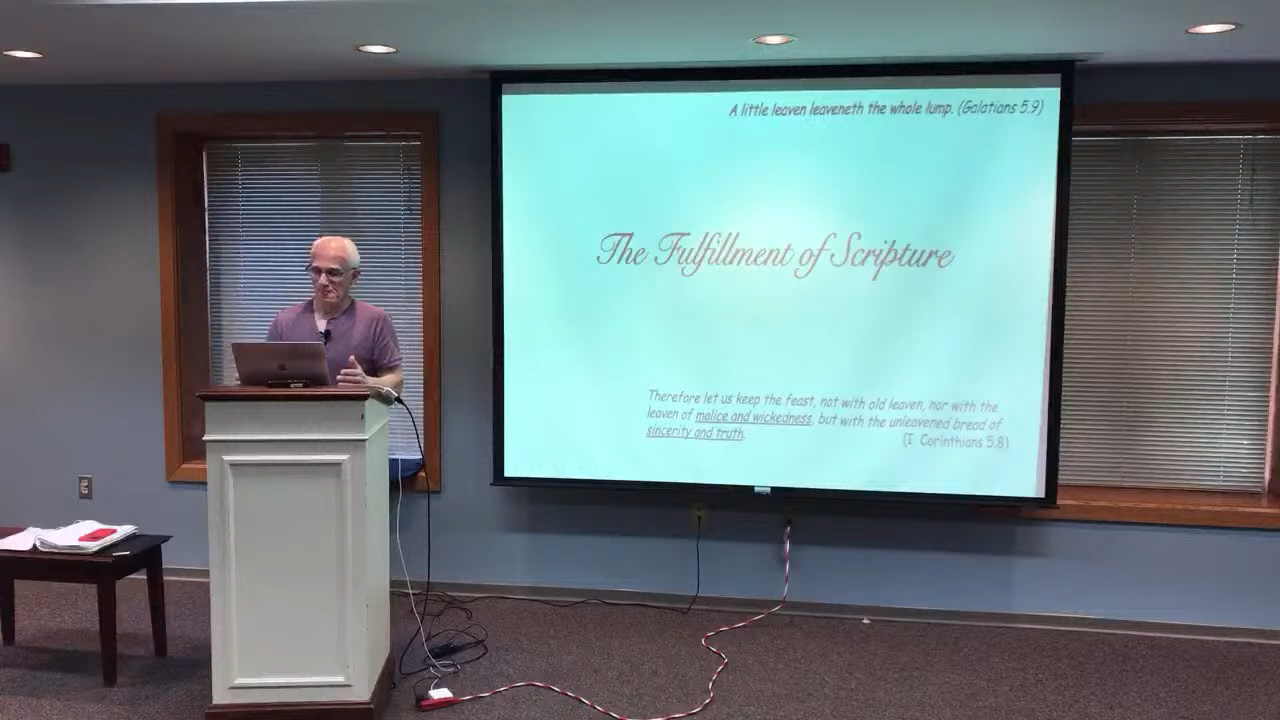 A little leaven leaveneth the whole lump. (Galatians 5.9)
The Fulfillment of Scripture
Therefore let us keep the feast, not with old leaven, nor with the
leaven of malice and wickedness, but with the unleavened bread of
sincerity and truth.
(I Corinthians 5:8)